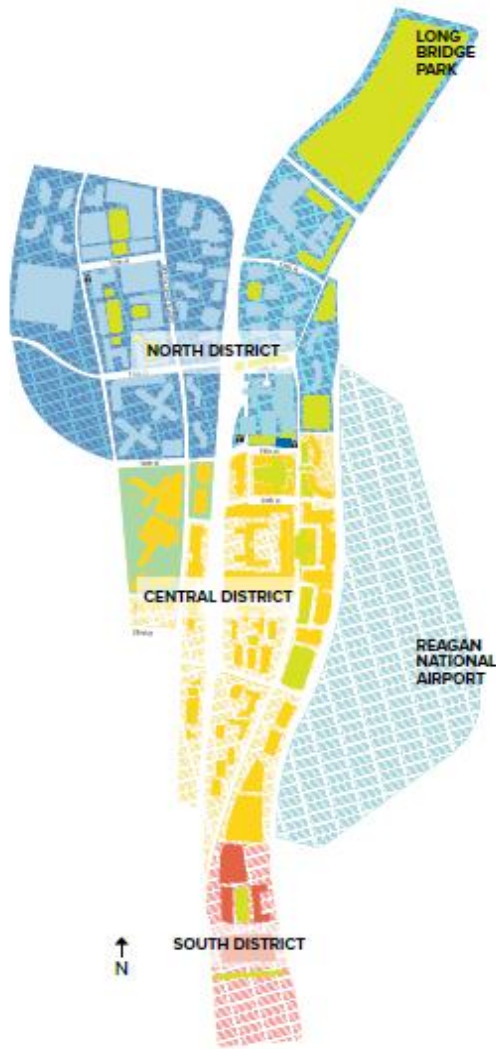 LONG
BRIDGE
PARK
NORTH DISTRICT
CENTRAL DISTRICT
REAGAN
NATIONAL
AIRPORT
SOUTH DISTRICT
N